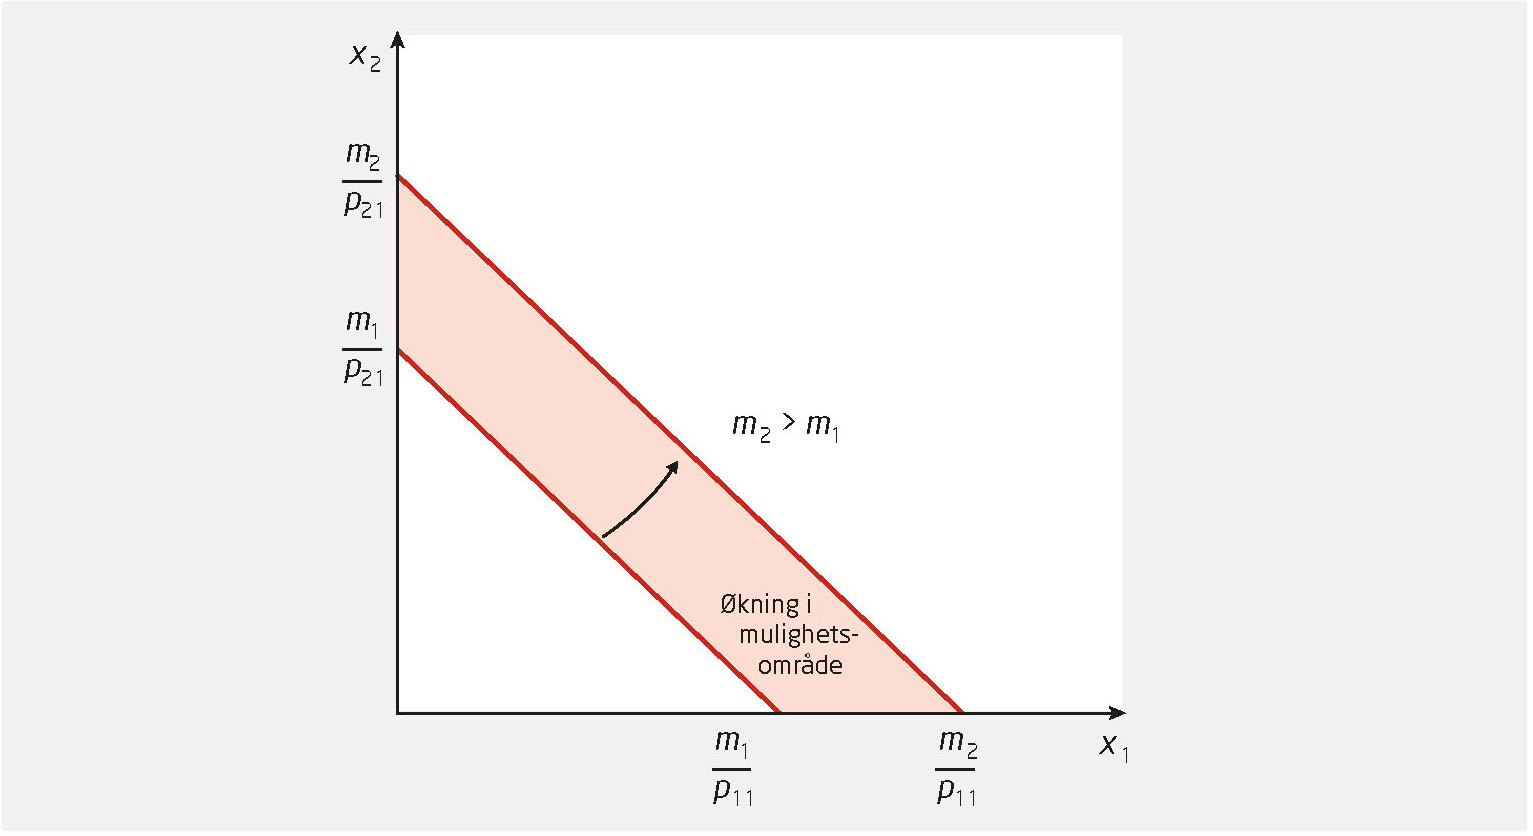 x₂
m₂
p₂₁
m₁
p₂₁
m₂ > m₁
Økning i
mulighets-
område
m₁
p₁₁
m₂
p₁₁
x₁